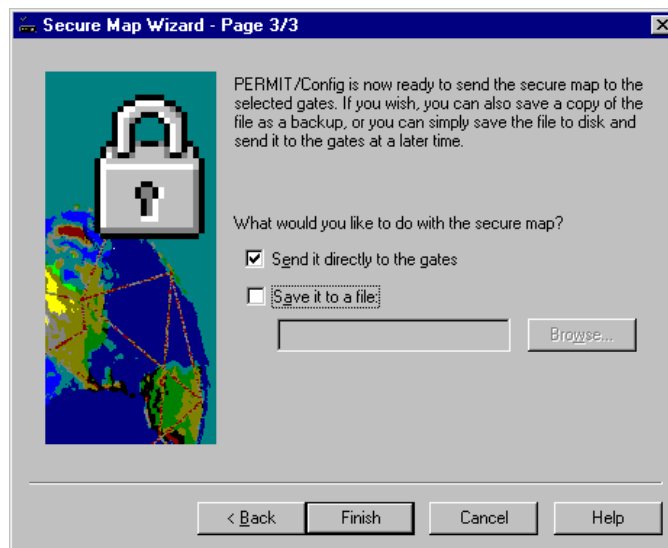 Secure Map Wizard - Page 3/3
PERMIT/Config is now ready to send the secure map to the
selected gates. If you wish, you can also save a copy of the
file as a backup, or you can simply save the file to disk and
send it to the gates at a later time.
What would you like to do with the secure map?
Send it directly to the gates
Save it to a file:
Browse...
< Back
Finish
Cancel
Help